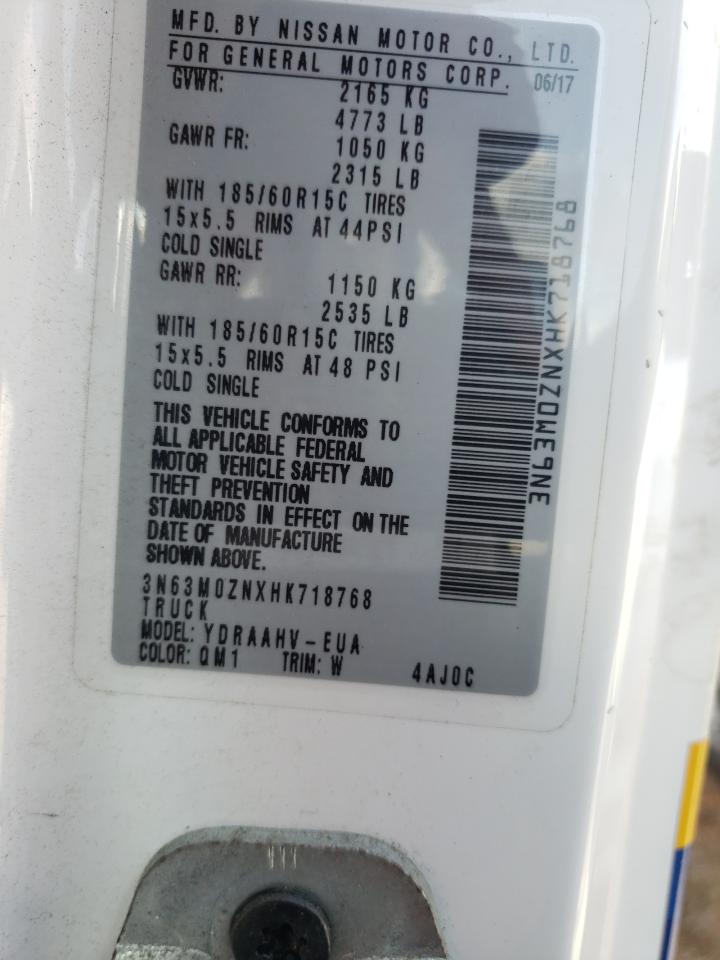 MFD. BY NISSAN MOTOR CO., LTD.
FOR GENERAL MOTORS CORP. 06/17
GVWR: 2165 KG
4773 LB
GAWR FR: 1050 KG
2315 LB
WITH 185/60R15C TIRES
15x5.5 RIMS AT 44PSI
COLD SINGLE
GAWR RR: 1150 KG
2535 LB
WITH 185/60R15C TIRES
15x5.5 RIMS AT 48 PSI
COLD SINGLE
THIS VEHICLE CONFORMS TO
ALL APPLICABLE FEDERAL
MOTOR VEHICLE SAFETY AND
THEFT PREVENTION
STANDARDS IN EFFECT ON THE
DATE OF MANUFACTURE
SHOWN ABOVE.
3N63M0ZNXHK718768
TRUCK
MODEL: YDRAAHV-EUA
COLOR: QM1 TRIM: W 4AJ0C
3N63M0ZNXHK718768